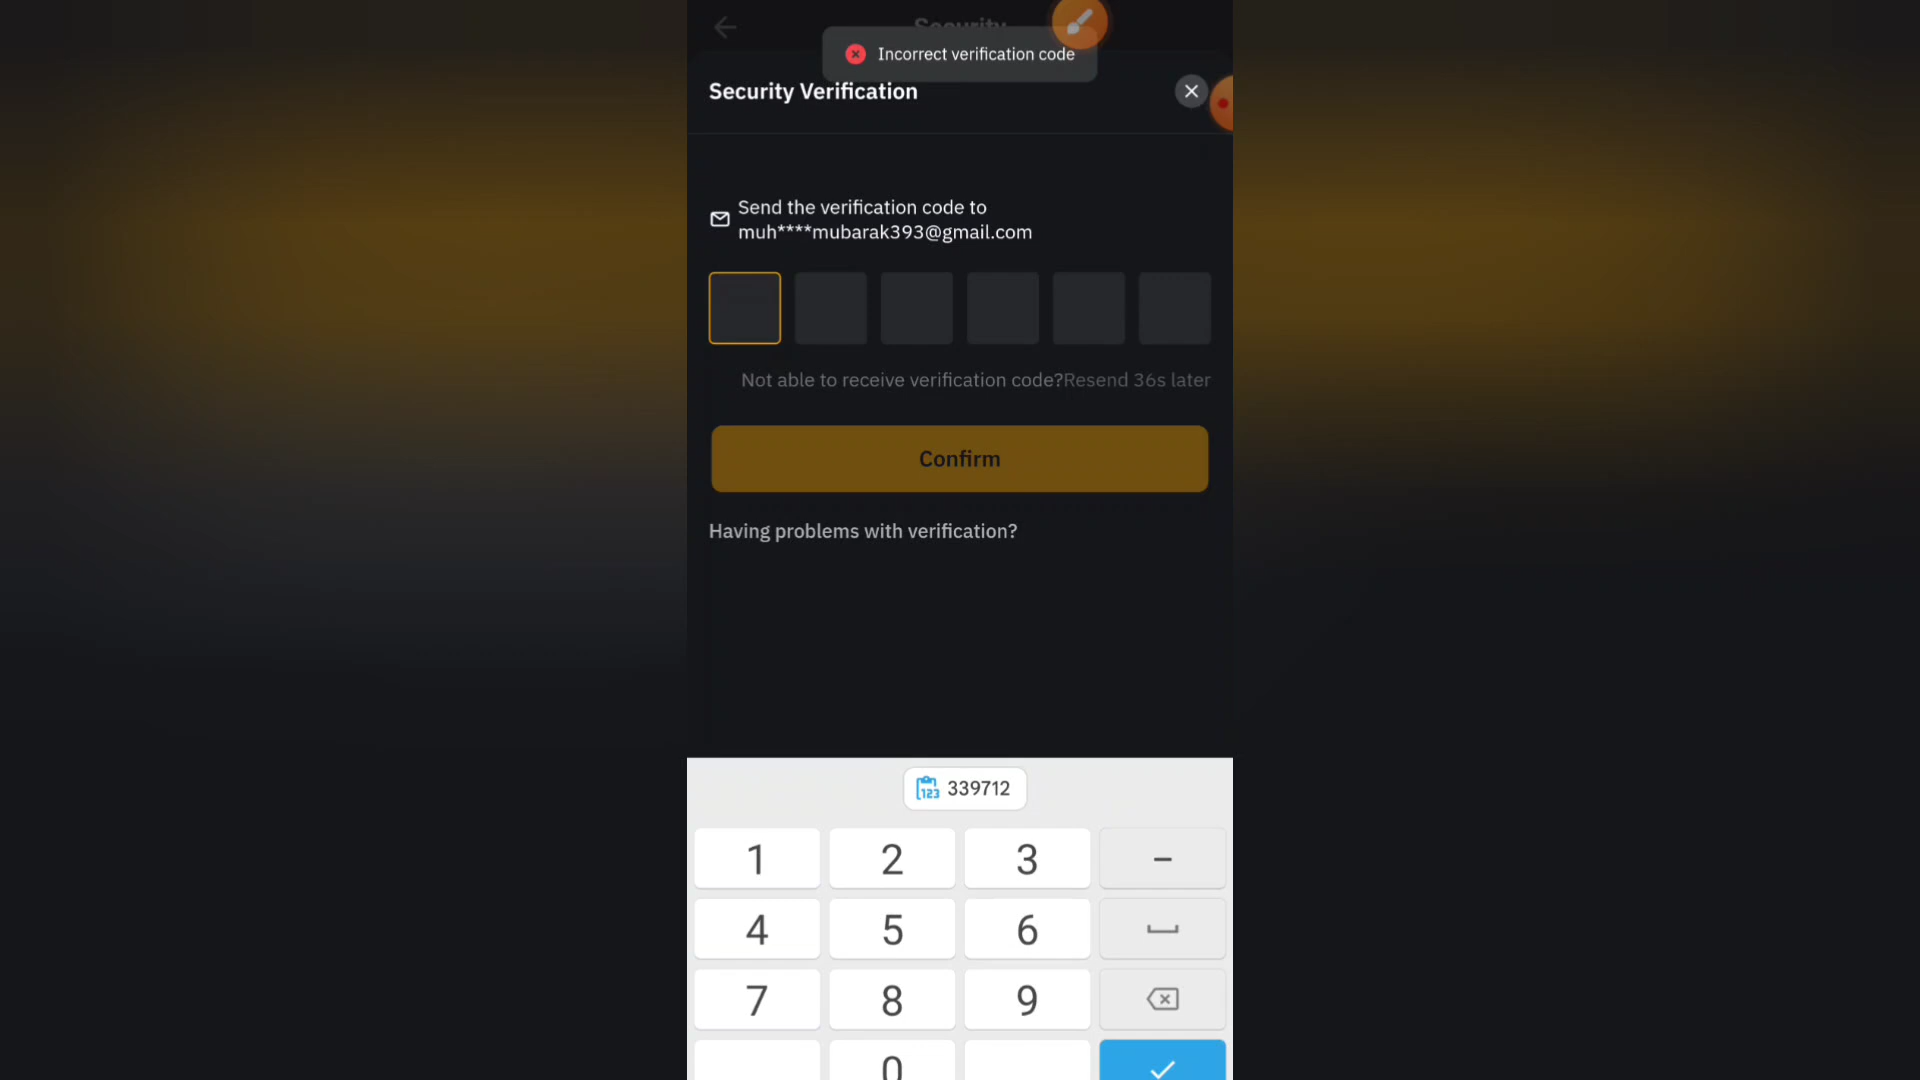 Security
Incorrect verification code
Security Verification
Send the verification code to
muh****mubarak393@gmail.com
Not able to receive verification code?Resend 36s later
Confirm
Having problems with verification?
123 339712
1 2 3 –
4 5 6
7 8 9
0